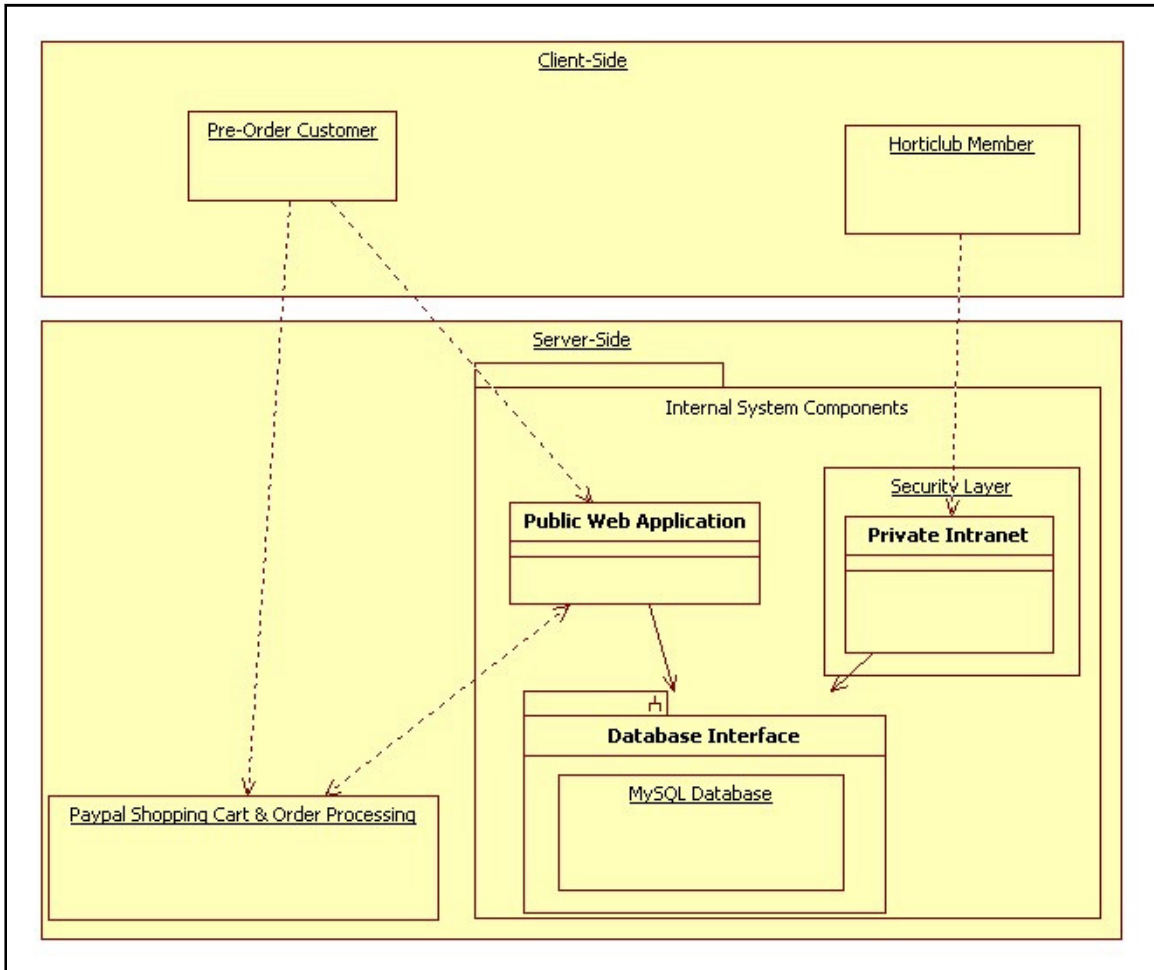 Client-Side
Pre-Order Customer
Horticlub Member
Server-Side
Internal System Components
Security Layer
Public Web Application
Private Intranet
Database Interface
MySQL Database
Paypal Shopping Cart & Order Processing